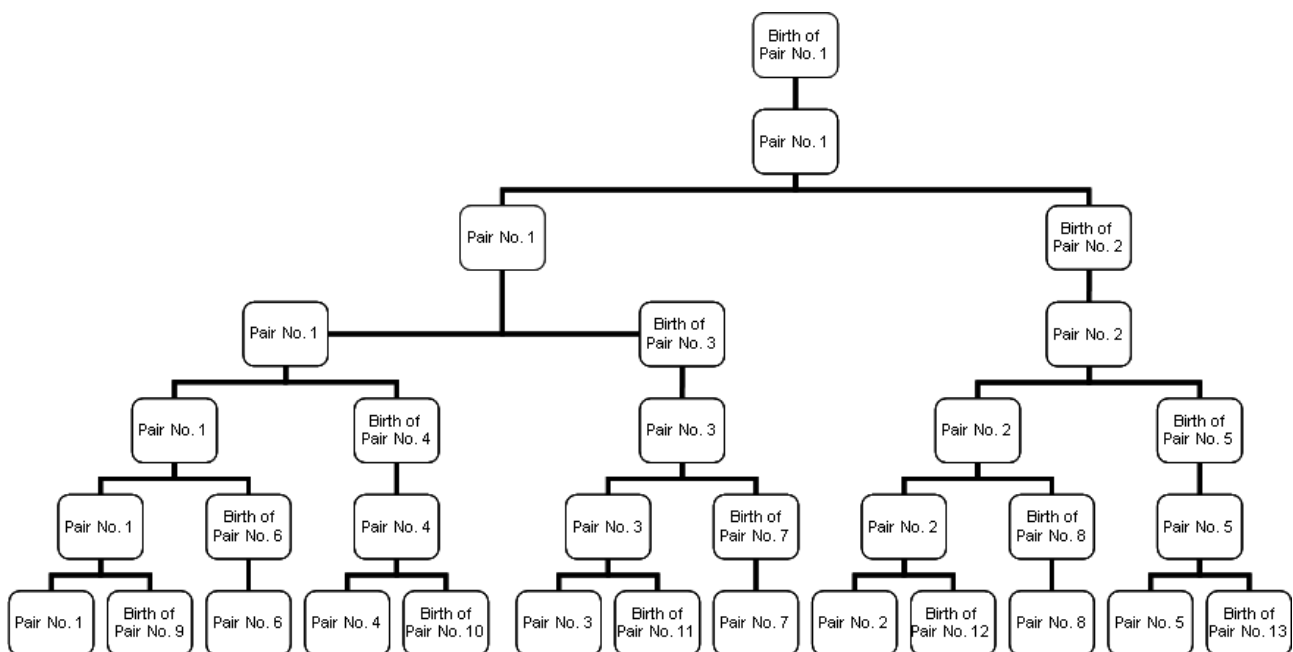 Birth of
Pair No. 1
Pair No. 1
Pair No. 1
Birth of
Pair No. 2
Pair No. 1
Birth of
Pair No. 3
Pair No. 2
Pair No. 1
Birth of
Pair No. 4
Pair No. 3
Pair No. 2
Birth of
Pair No. 5
Pair No. 1
Birth of
Pair No. 6
Pair No. 4
Pair No. 3
Birth of
Pair No. 7
Pair No. 2
Birth of
Pair No. 8
Pair No. 5
Pair No. 1
Birth of
Pair No. 9
Pair No. 6
Pair No. 4
Birth of
Pair No. 10
Pair No. 3
Birth of
Pair No. 11
Pair No. 7
Pair No. 2
Birth of
Pair No. 12
Pair No. 8
Pair No. 5
Birth of
Pair No. 13